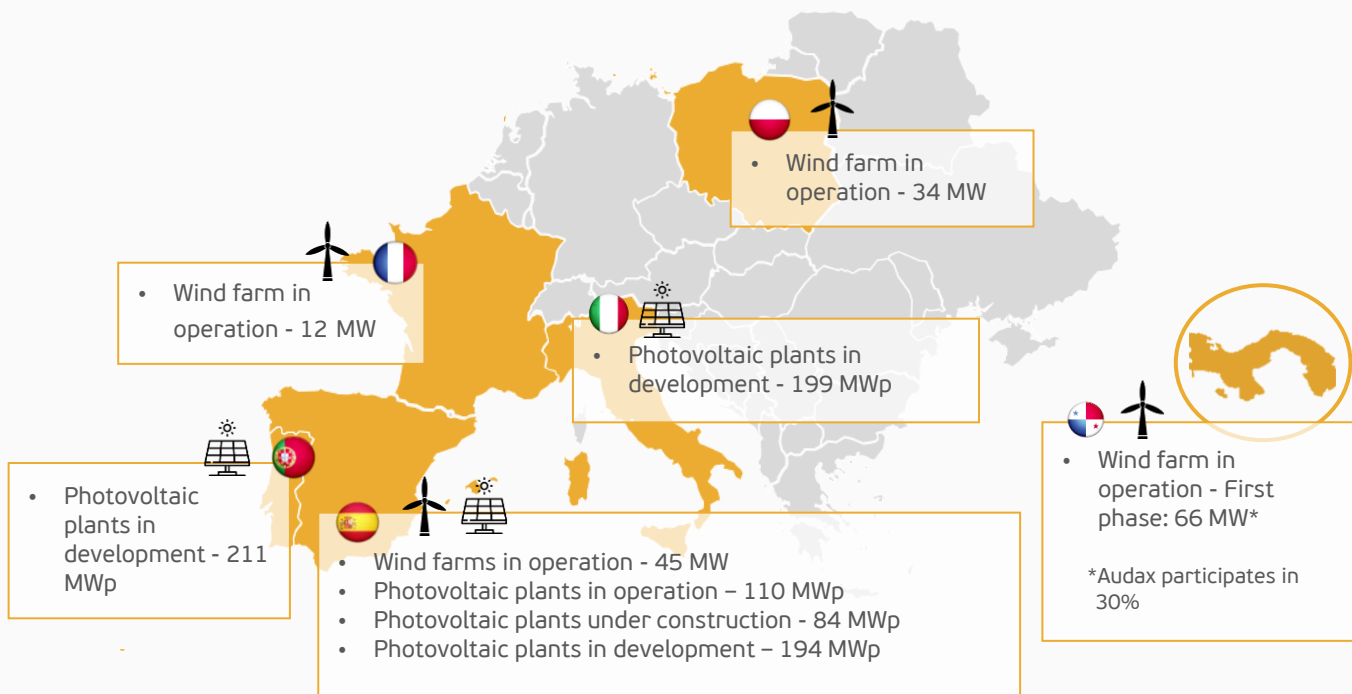 • Wind farm in
operation - 34 MW
• Wind farm in
operation - 12 MW
• Photovoltaic plants in
development - 199 MWp
• Wind farm in
operation - First
phase: 66 MW*
*Audax participates in
30%
• Photovoltaic
plants in
development - 211
MWp
• Wind farms in operation - 45 MW
• Photovoltaic plants in operation – 110 MWp
• Photovoltaic plants under construction - 84 MWp
• Photovoltaic plants in development – 194 MWp